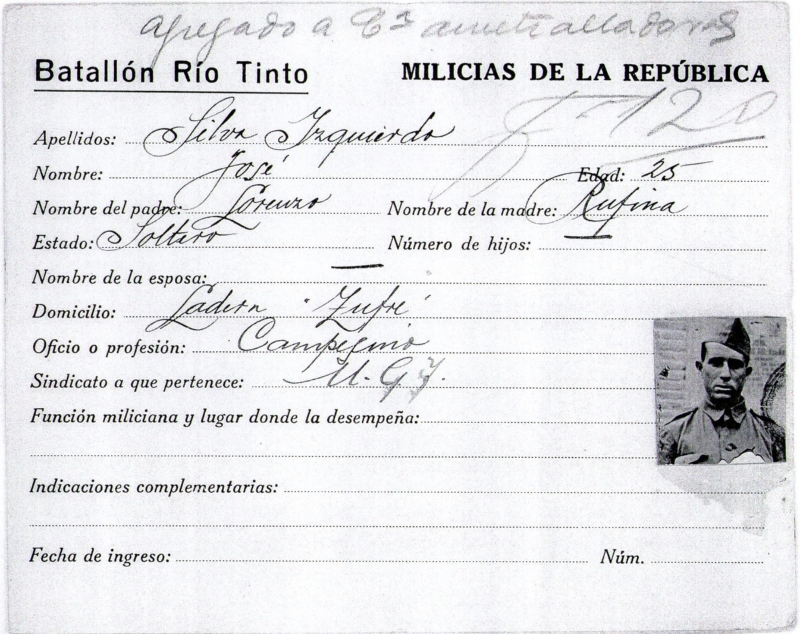 agregado a Cª ametralladoras
Batallón Río Tinto MILICIAS DE LA REPÚBLICA
Apellidos: Silva Izquierdo
Nombre: José Edad: 25
Nombre del padre: Lorenzo Nombre de la madre: Rufina
Estado: Soltero Número de hijos: —
Nombre de la esposa: —
Domicilio: Ladera "Zufre"
Oficio o profesión: Campesino
Sindicato a que pertenece: U.G.T.
Función miliciana y lugar donde la desempeña:
Indicaciones complementarias:
Fecha de ingreso: Núm.